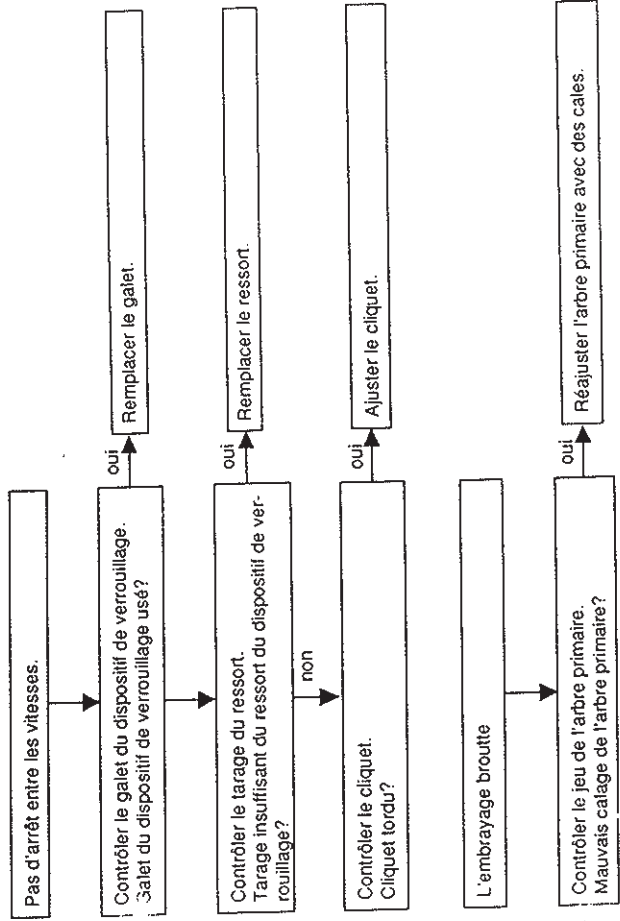 Pas d'arrêt entre les vitesses.
Contrôler le galet du dispositif de verrouillage.
Galet du dispositif de verrouillage usé?
oui
Remplacer le galet.
Contrôler le tarage du ressort.
Tarage insuffisant du ressort du dispositif de ver-
rouillage?
oui
Remplacer le ressort.
non
Contrôler le cliquet.
Cliquet tordu?
oui
Ajuster le cliquet.
L'embrayage broutte
Contrôler le jeu de l'arbre primaire.
Mauvais calage de l'arbre primaire?
oui
Réajuster l'arbre primaire avec des cales.